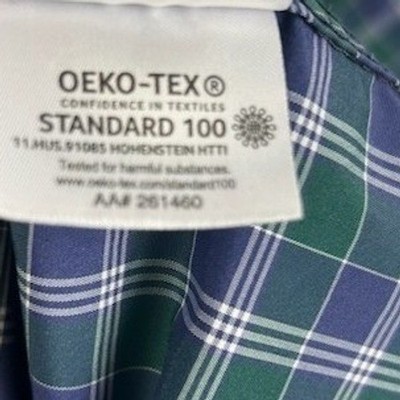 OEKO-TEX®
CONFIDENCE IN TEXTILES
STANDARD 100
11.HUS.91085 HOHENSTEIN HTTI
Tested for harmful substances.
www.oeko-tex.com/standard100
AA# 261460